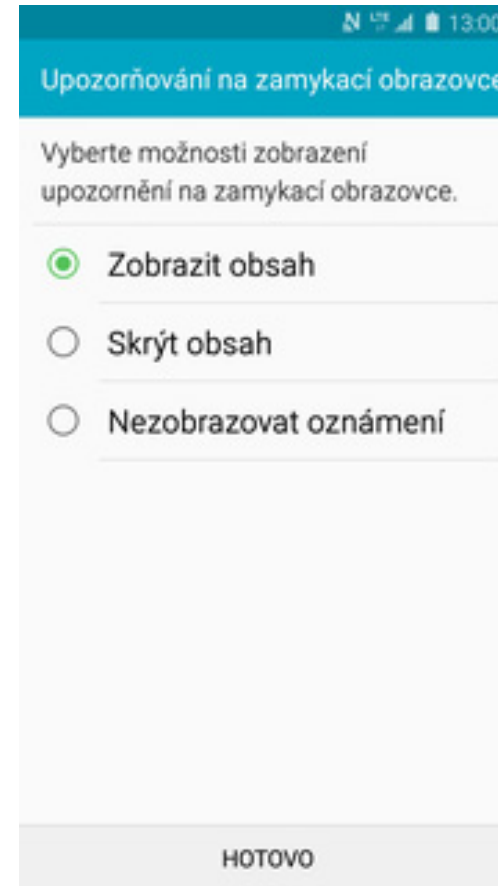 LTE 13:00
Upozorňování na zamykací obrazovce
Vyberte možnosti zobrazení
upozornění na zamykací obrazovce.
Zobrazit obsah
Skrýt obsah
Nezobrazovat oznámení
HOTOVO